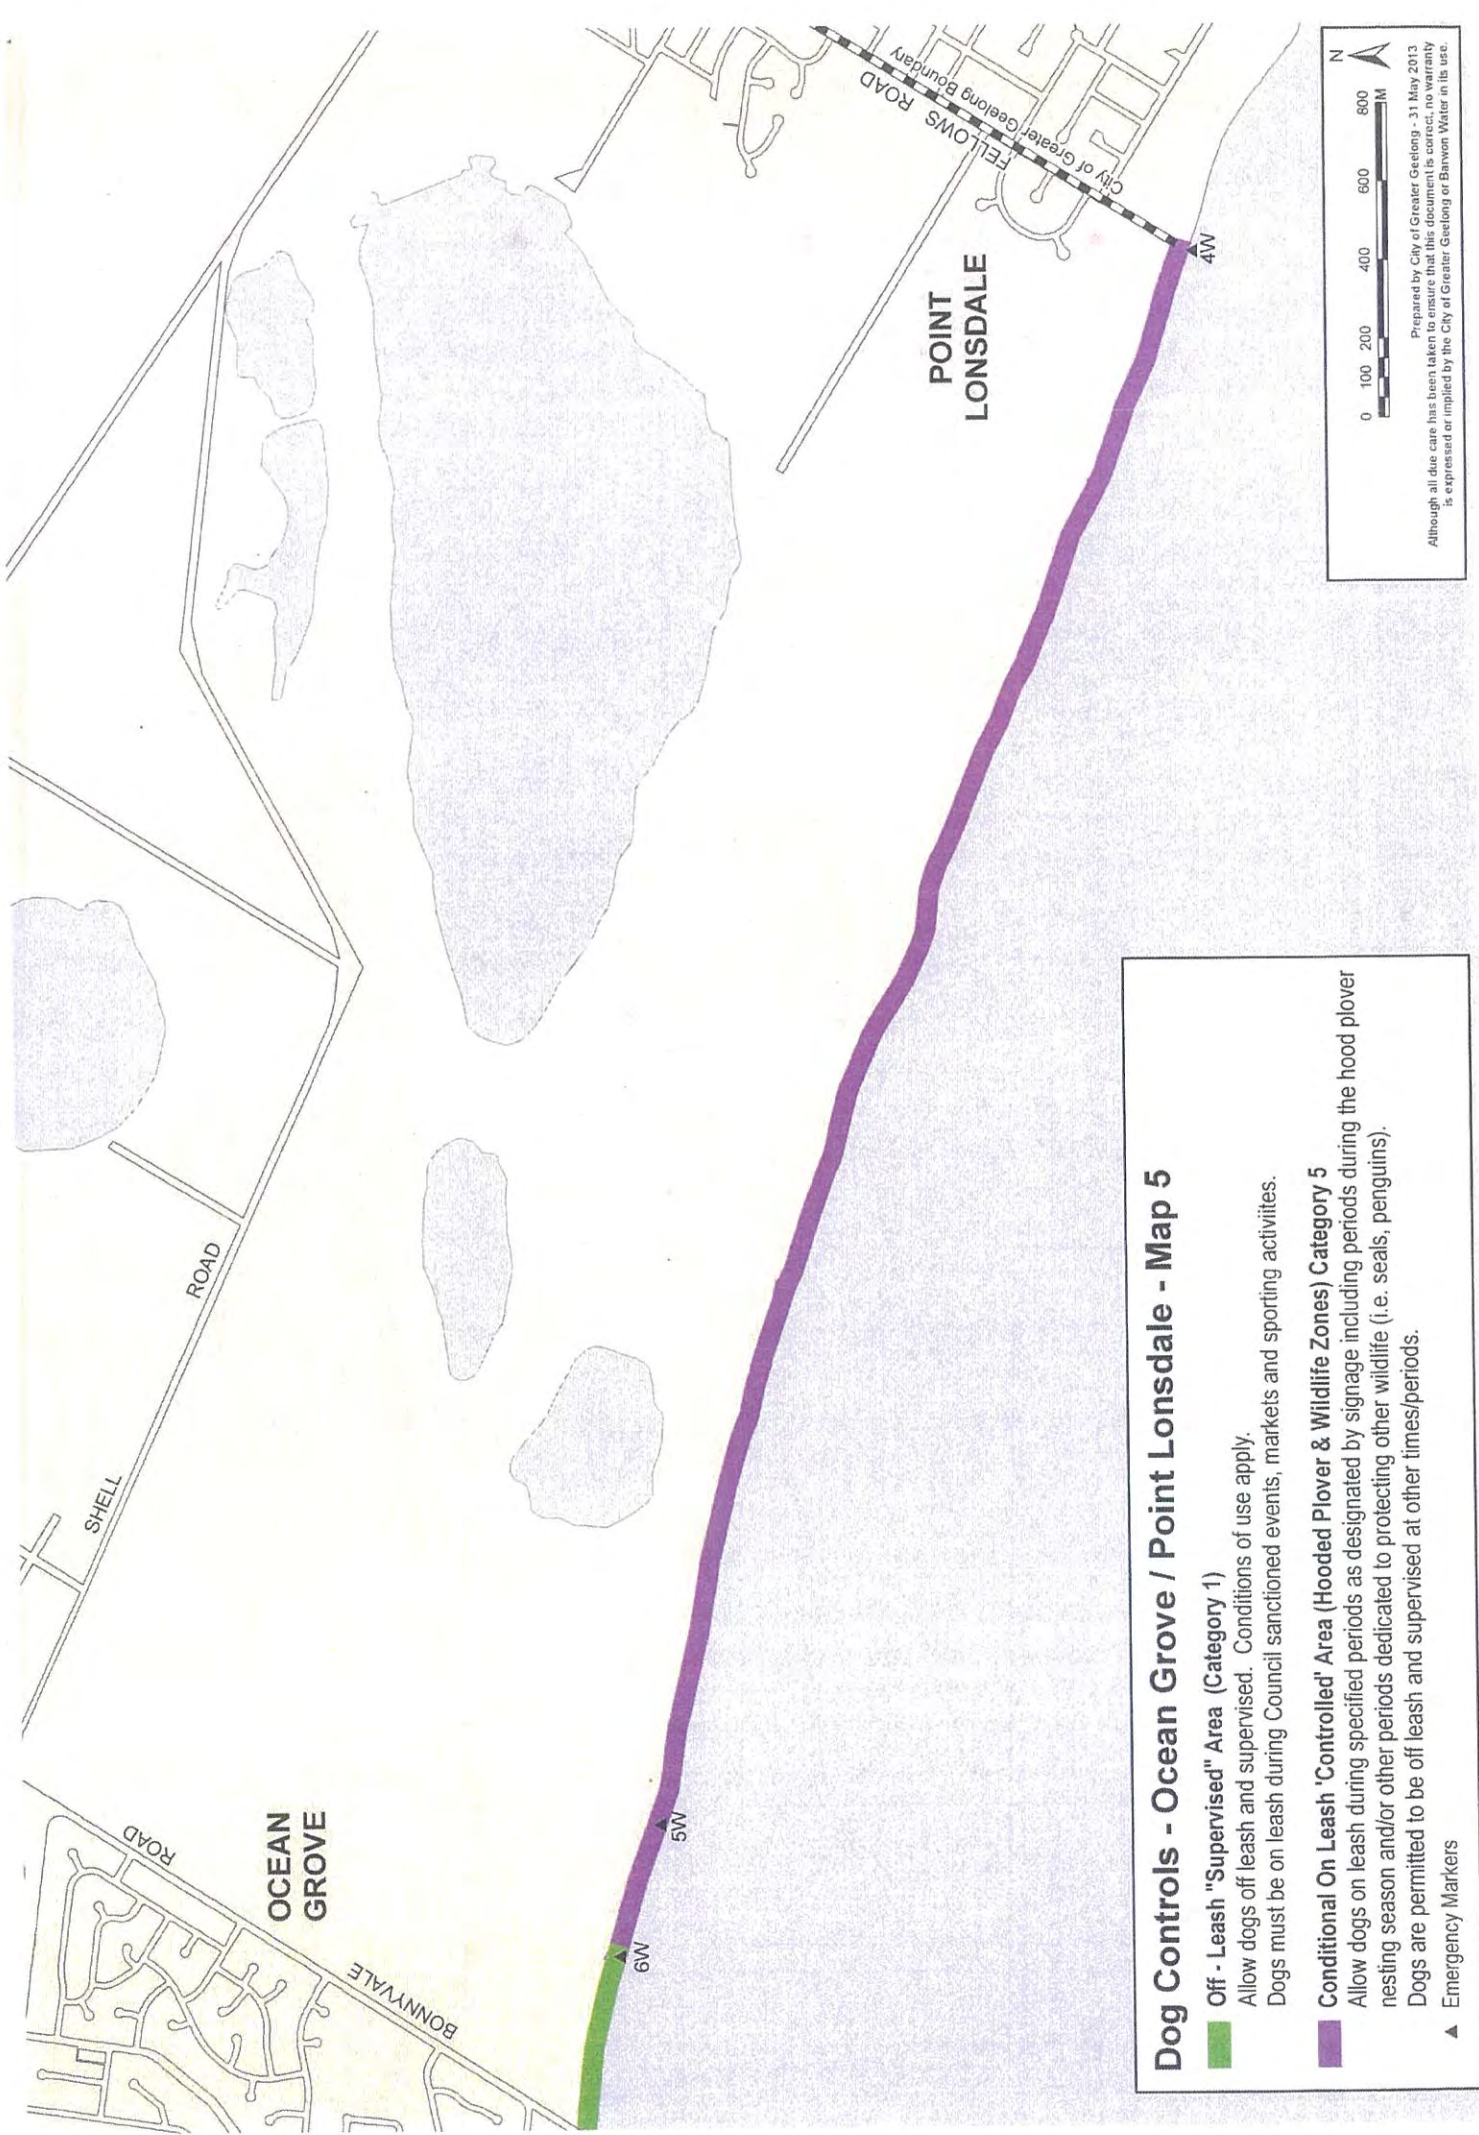 SHELL
ROAD
BONNYVALE
ROAD
OCEAN
GROVE
POINT
LONSDALE
FELLOWS ROAD
City of Greater Geelong Boundary
6W
5W
4W
Dog Controls - Ocean Grove / Point Lonsdale - Map 5
Off - Leash "Supervised" Area (Category 1)
Allow dogs off leash and supervised. Conditions of use apply.
Dogs must be on leash during Council sanctioned events, markets and sporting activiites.
Conditional On Leash 'Controlled' Area (Hooded Plover & Wildlife Zones) Category 5
Allow dogs on leash during specified periods as designated by signage including periods during the hood plover
nesting season and/or other periods dedicated to protecting other wildlife (i.e. seals, penguins).
Dogs are permitted to be off leash and supervised at other times/periods.
Emergency Markers
N
0 100 200 400 600 800
M
Prepared by City of Greater Geelong - 31 May 2013
Although all due care has been taken to ensure that this document is correct, no warranty
is expressed or implied by the City of Greater Geelong or Barwon Water in its use.